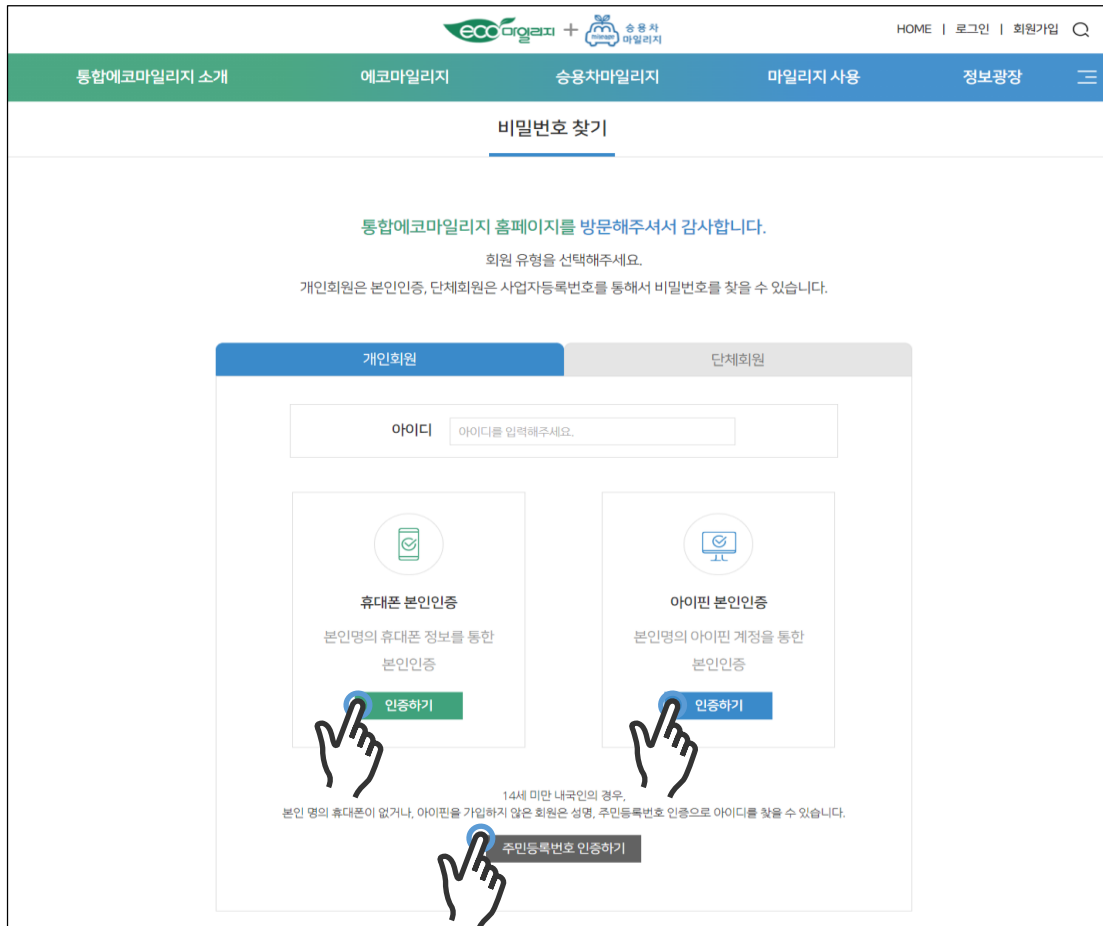 eco 마일리지 + mileage 승용차
마일리지
HOME | 로그인 | 회원가입
통합에코마일리지 소개 에코마일리지 승용차마일리지 마일리지 사용 정보광장
비밀번호 찾기
통합에코마일리지 홈페이지를 방문해주셔서 감사합니다.
회원 유형을 선택해주세요.
개인회원은 본인인증, 단체회원은 사업자등록번호를 통해서 비밀번호를 찾을 수 있습니다.
개인회원 단체회원
아이디 아이디를 입력해주세요.
휴대폰 본인인증
본인명의 휴대폰 정보를 통한
본인인증
인증하기
아이핀 본인인증
본인명의 아이핀 계정을 통한
본인인증
인증하기
14세 미만 내국인의 경우,
본인 명의 휴대폰이 없거나, 아이핀을 가입하지 않은 회원은 성명, 주민등록번호 인증으로 아이디를 찾을 수 있습니다.
주민등록번호 인증하기